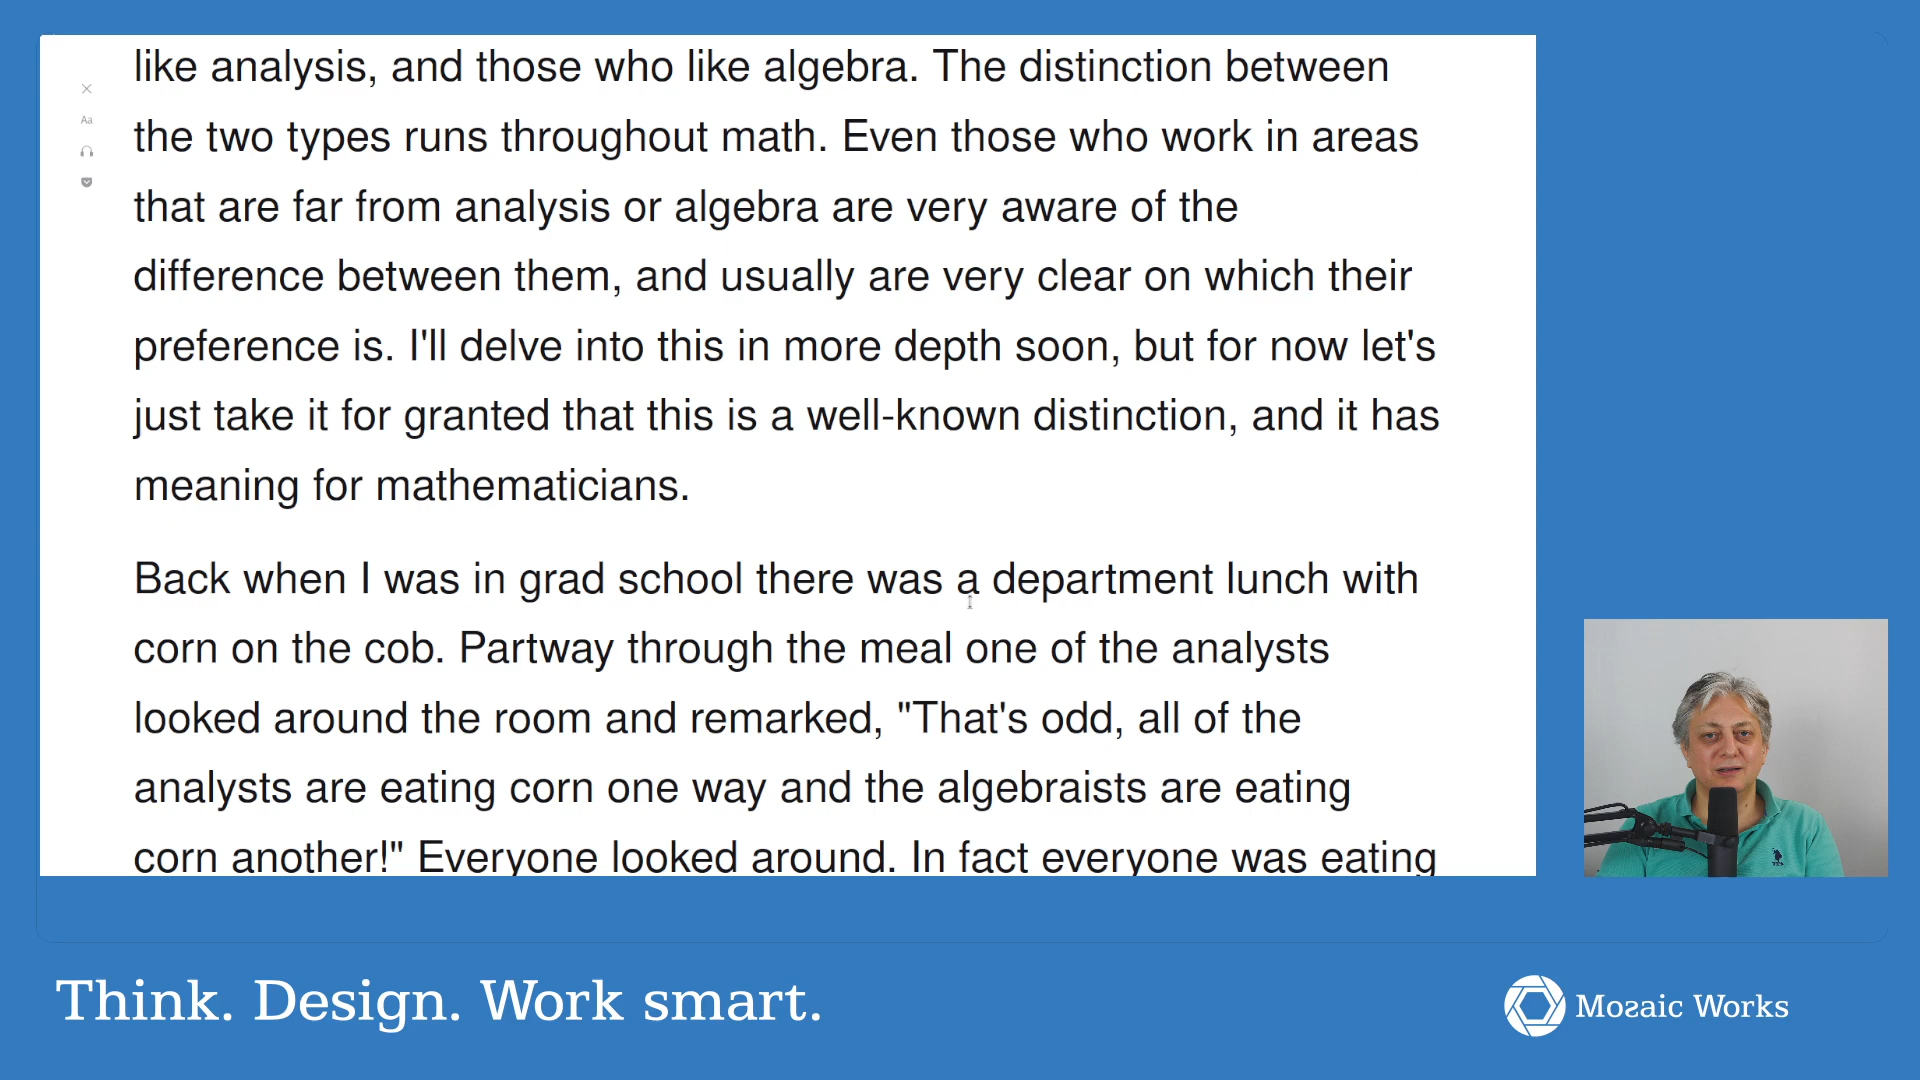 like analysis, and those who like algebra. The distinction between
the two types runs throughout math. Even those who work in areas
that are far from analysis or algebra are very aware of the
difference between them, and usually are very clear on which their
preference is. I'll delve into this in more depth soon, but for now let's
just take it for granted that this is a well-known distinction, and it has
meaning for mathematicians.
Back when I was in grad school there was a department lunch with
corn on the cob. Partway through the meal one of the analysts
looked around the room and remarked, "That's odd, all of the
analysts are eating corn one way and the algebraists are eating
corn another!" Everyone looked around. In fact everyone was eating
Aa
Think. Design. Work smart.
Mosaic Works